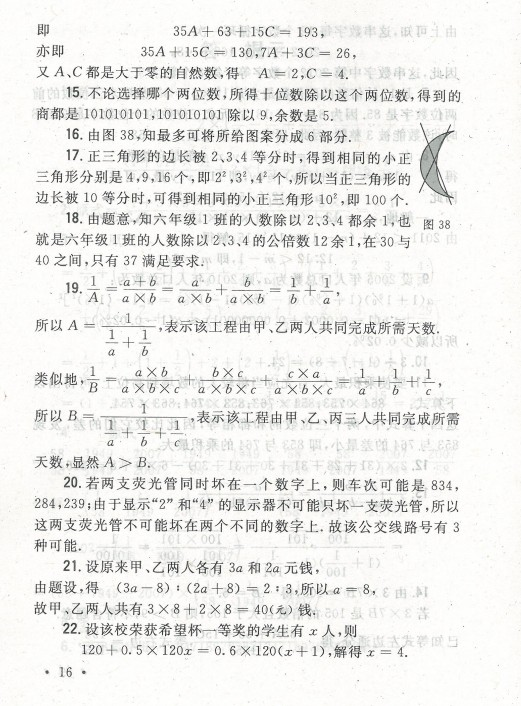 即 35A＋63＋15C＝193，
亦即 35A＋15C＝130，7A＋3C＝26，
又 A、C 都是大于零的自然数，得 A＝2，C＝4.
15. 不论选择哪个两位数，所得十位数除以这个两位数，得到的
商都是 101010101，101010101 除以 9，余数是 5.
16. 由图 38，知最多可将所给图案分成 6 部分.
17. 正三角形的边长被 2、3、4 等分时，得到相同的小正
三角形分别是 4，9，16 个，即 2²，3²，4² 个，所以当正三角形的
边长被 10 等分时，可得到相同的小正三角形 10²，即 100 个.
18. 由题意，知六年级 1 班的人数除以 2、3、4 都余 1，也
图 38
就是六年级 1 班的人数除以 2、3、4 的公倍数 12 余 1，在 30 与
40 之间，只有 37 满足要求.
19. 1/A＝(a＋b)/(a×b)＝a/(a×b)＋b/(a×b)＝1/b＋1/a，
所以 A＝1/(1/a＋1/b)，表示该工程由甲、乙两人共同完成所需天数.
类似地，1/B＝(a×b)/(a×b×c)＋(b×c)/(a×b×c)＋(c×a)/(a×b×c)＝1/a＋1/b＋1/c，
所以 B＝1/(1/a＋1/b＋1/c)，表示该工程由甲、乙、丙三人共同完成所需
天数，显然 A＞B.
20. 若两支荧光管同时坏在一个数字上，则车次可能是 834，
284，239；由于显示“2”和“4”的显示器不可能只坏一支荧光管，所以
这两支荧光管不可能坏在两个不同的数字上. 故该公交线路号有 3
种可能.
21. 设原来甲、乙两人各有 3a 和 2a 元钱，
由题设，得 (3a－8)：(2a＋8)＝2：3，所以 a＝8，
故甲、乙两人共有 3×8＋2×8＝40(元) 钱.
22. 设该校荣获希望杯一等奖的学生有 x 人，则
120＋0.5×120x＝0.6×120(x＋1)，解得 x＝4.
· 16 ·